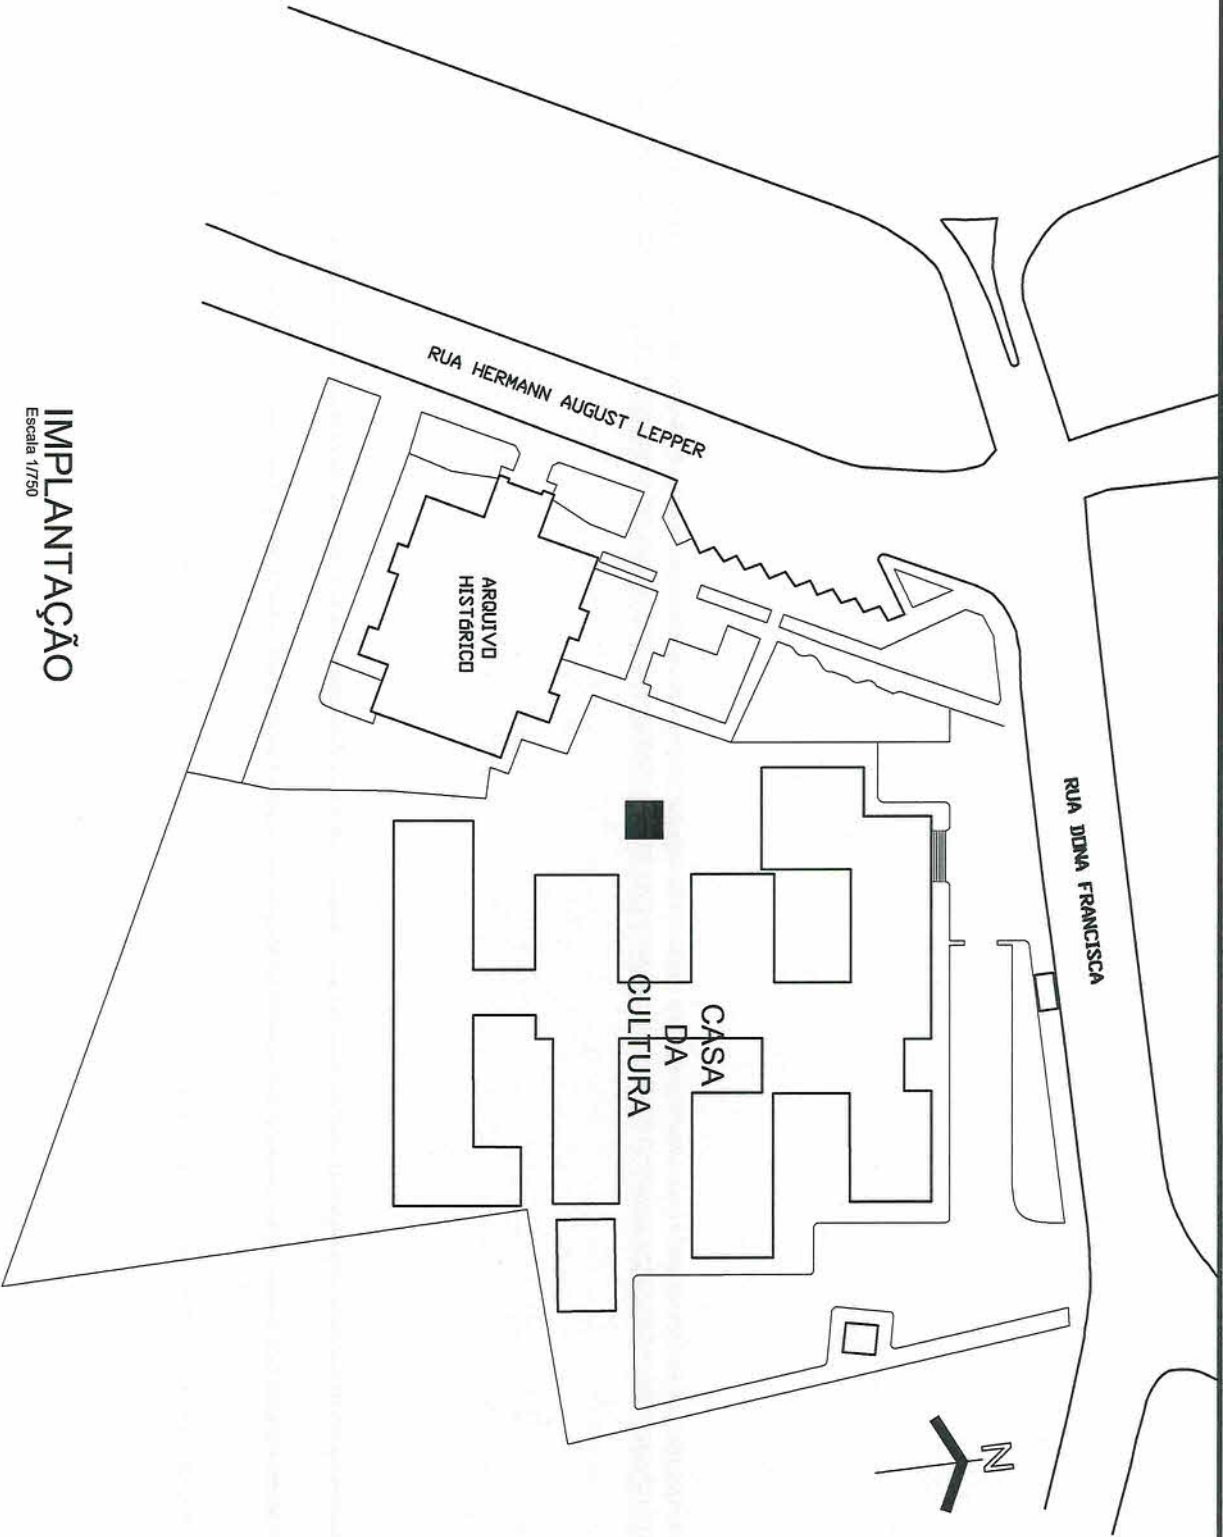 RUA HERMANN AUGUST LEPPER
RUA DONA FRANCISCA
ARQUIVO
HISTÓRICO
CASA
DA
CULTURA
N
IMPLANTAÇÃO
Escala 1/750